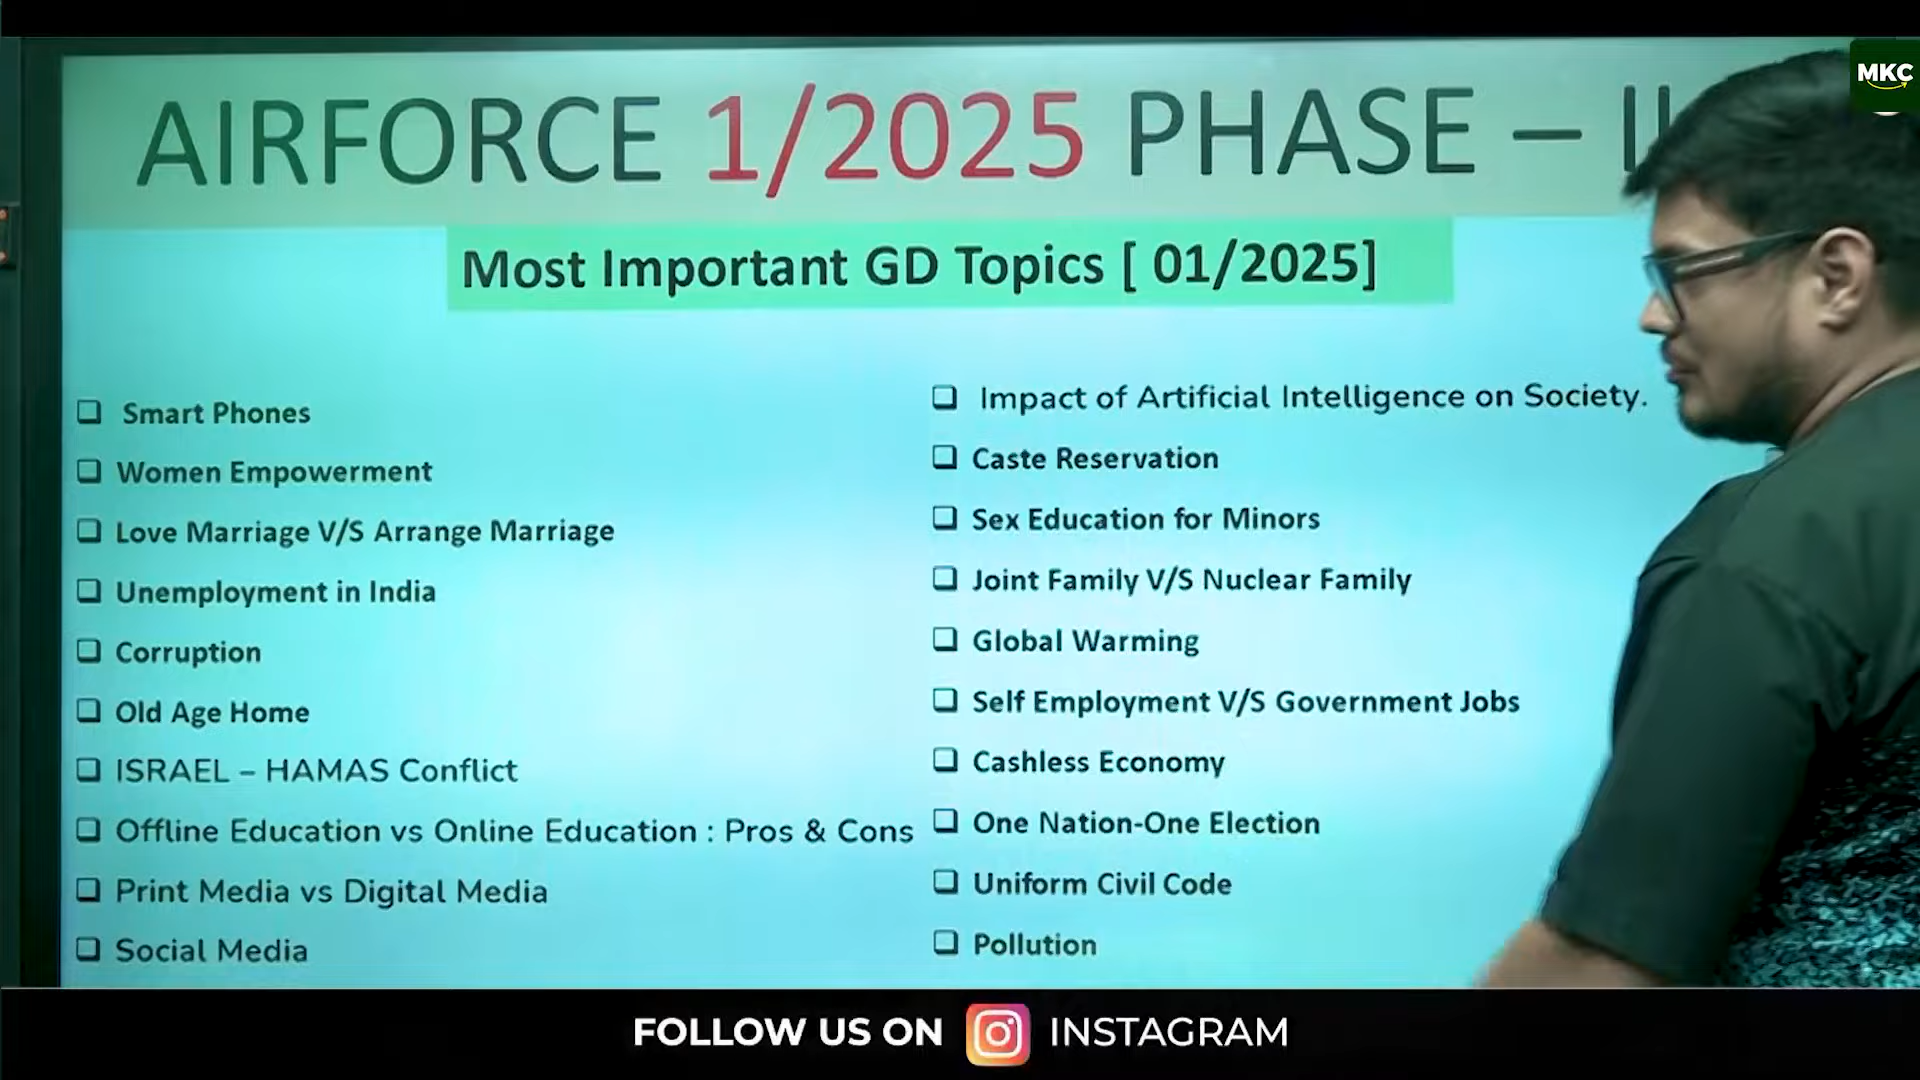 MKC
AIRFORCE 1/2025 PHASE –
Most Important GD Topics [ 01/2025]
Smart Phones
Women Empowerment
Love Marriage V/S Arrange Marriage
Unemployment in India
Corruption
Old Age Home
ISRAEL – HAMAS Conflict
Offline Education vs Online Education : Pros & Cons
Print Media vs Digital Media
Social Media
Impact of Artificial Intelligence on Society.
Caste Reservation
Sex Education for Minors
Joint Family V/S Nuclear Family
Global Warming
Self Employment V/S Government Jobs
Cashless Economy
One Nation-One Election
Uniform Civil Code
Pollution
FOLLOW US ON INSTAGRAM